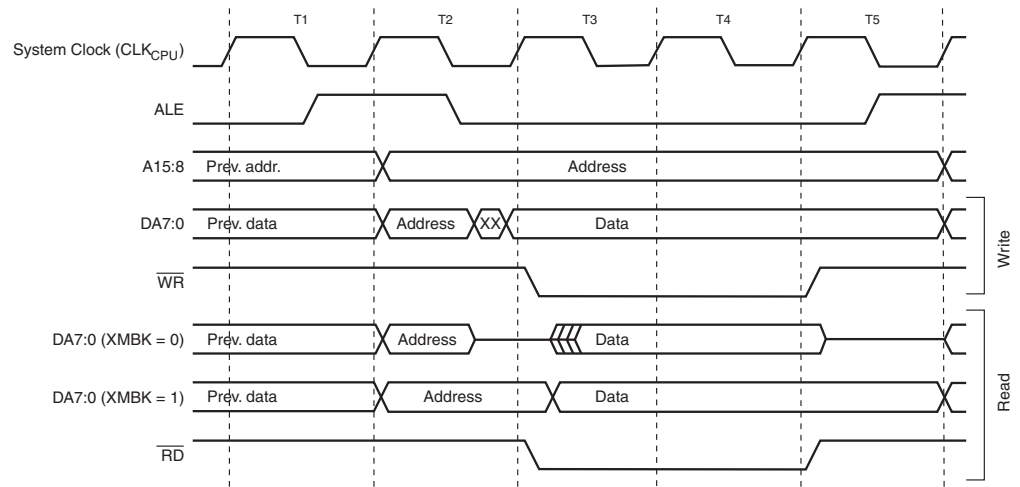 T1 T2 T3 T4 T5
System Clock (CLKCPU)
ALE
A15:8 Prev. addr. Address
DA7:0 Prev. data Address XX Data
WR
Write
DA7:0 (XMBK = 0) Prev. data Address Data
DA7:0 (XMBK = 1) Prev. data Address Data
RD
Read